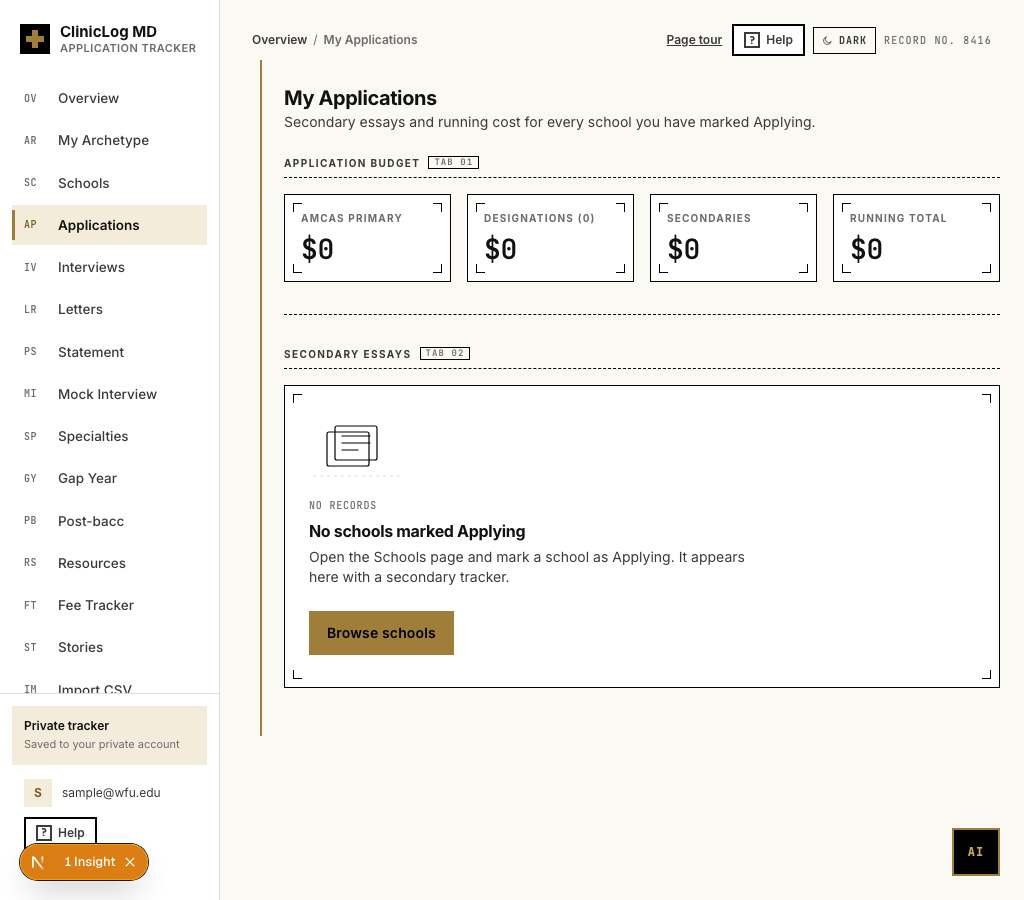 ClinicLog MD
APPLICATION TRACKER
OV Overview
AR My Archetype
SC Schools
AP Applications
IV Interviews
LR Letters
PS Statement
MI Mock Interview
SP Specialties
GY Gap Year
PB Post-bacc
RS Resources
FT Fee Tracker
ST Stories
IM Import CSV
Private tracker
Saved to your private account
S sample@wfu.edu
? Help
N 1 Insight
Overview / My Applications
Page tour
? Help
DARK
RECORD NO. 8416
My Applications
Secondary essays and running cost for every school you have marked Applying.
APPLICATION BUDGET TAB 01
AMCAS PRIMARY
$0
DESIGNATIONS (0)
$0
SECONDARIES
$0
RUNNING TOTAL
$0
SECONDARY ESSAYS TAB 02
NO RECORDS
No schools marked Applying
Open the Schools page and mark a school as Applying. It appears
here with a secondary tracker.
Browse schools
AI